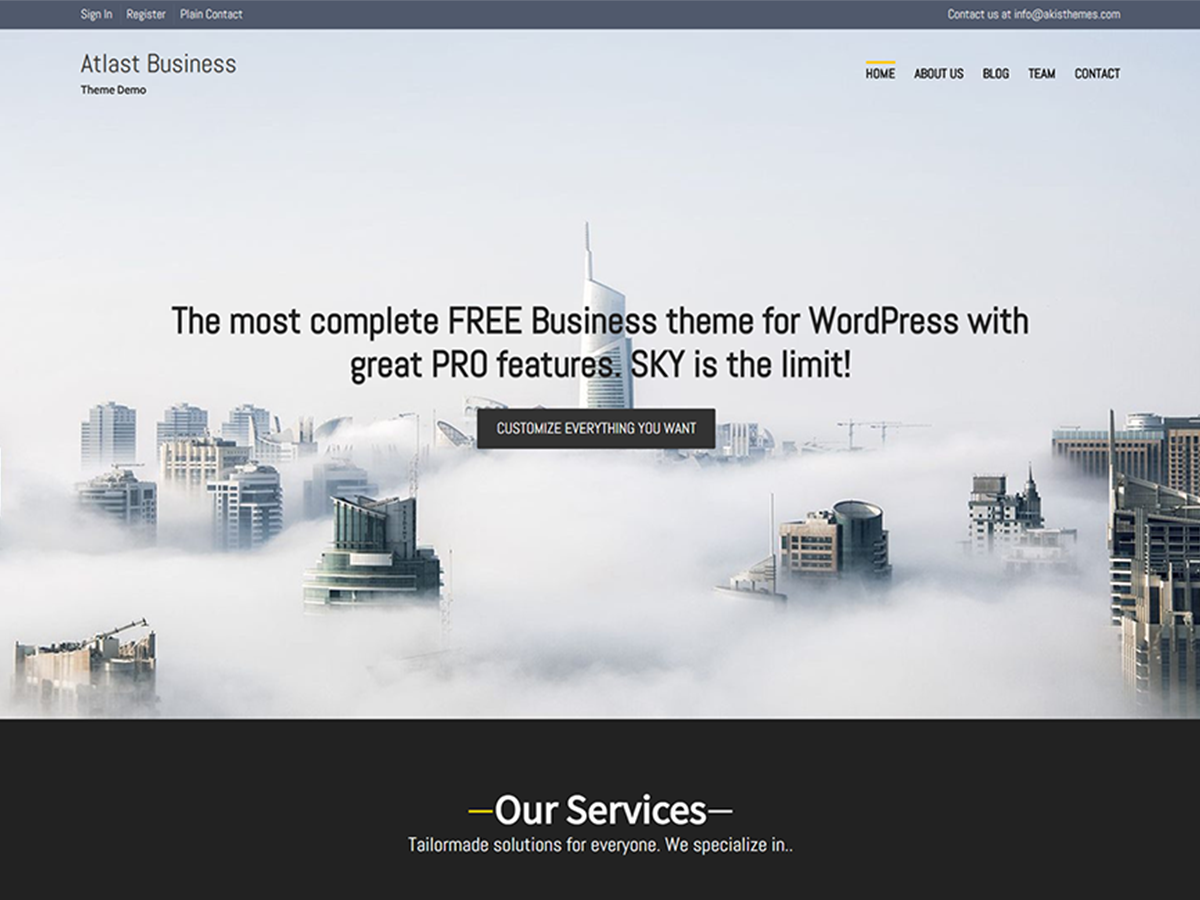 Sign In Register Plain Contact Contact us at info@akisthemes.com
Atlast Business
Theme Demo
HOME ABOUT US BLOG TEAM CONTACT
The most complete FREE Business theme for WordPress with
great PRO features. SKY is the limit!
CUSTOMIZE EVERYTHING YOU WANT
Our Services
Tailormade solutions for everyone. We specialize in..